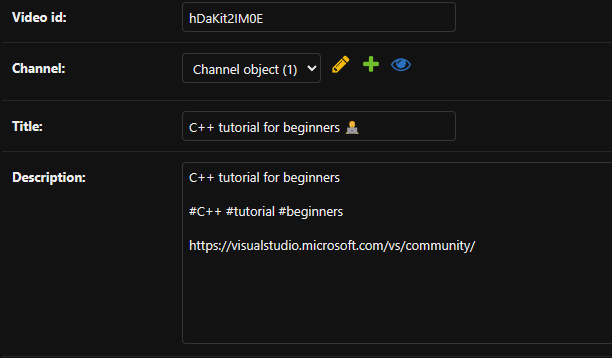 Video id:
hDaKit2IM0E
Channel:
Channel object (1)
Title:
C++ tutorial for beginners 👨‍💻
Description:
C++ tutorial for beginners
#C++ #tutorial #beginners
https://visualstudio.microsoft.com/vs/community/